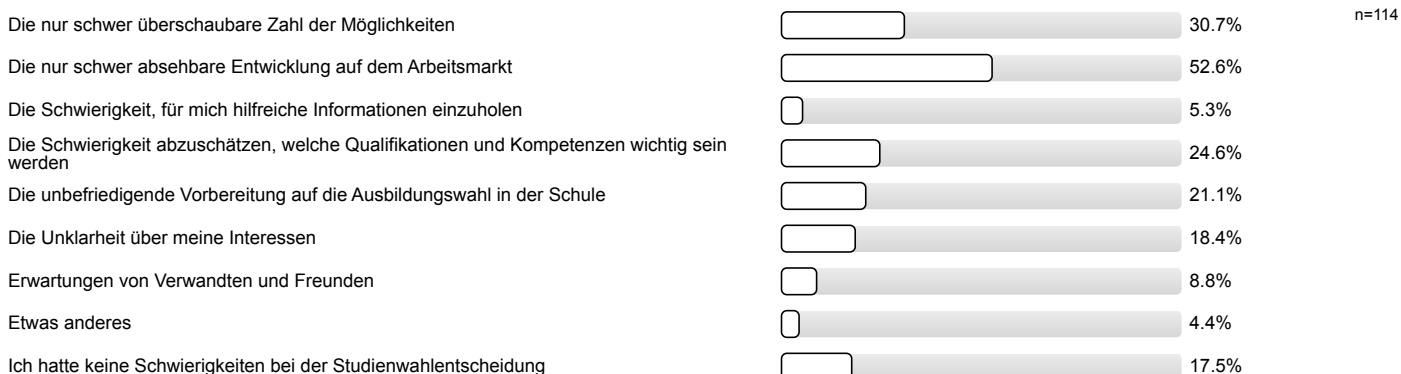 Die nur schwer überschaubare Zahl der Möglichkeiten 30.7% n=114
Die nur schwer absehbare Entwicklung auf dem Arbeitsmarkt 52.6%
Die Schwierigkeit, für mich hilfreiche Informationen einzuholen 5.3%
Die Schwierigkeit abzuschätzen, welche Qualifikationen und Kompetenzen wichtig sein
werden 24.6%
Die unbefriedigende Vorbereitung auf die Ausbildungswahl in der Schule 21.1%
Die Unklarheit über meine Interessen 18.4%
Erwartungen von Verwandten und Freunden 8.8%
Etwas anderes 4.4%
Ich hatte keine Schwierigkeiten bei der Studienwahlentscheidung 17.5%